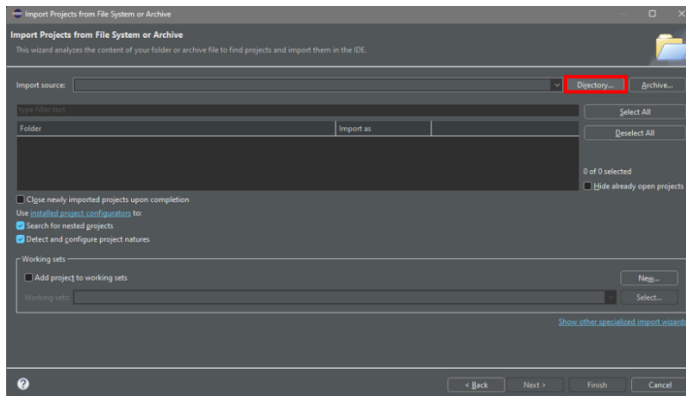 Import Projects from File System or Archive
Import Projects from File System or Archive
This wizard analyzes the content of your folder or archive file to find projects and import them in the IDE.
Import source: Directory... Archive...
type filter text Select All
Folder Import as Deselect All
0 of 0 selected
Hide already open projects
Close newly imported projects upon completion
Use installed project configurators to:
Search for nested projects
Detect and configure project natures
Working sets
Add project to working sets New...
Working sets: Select...
Show other specialized import wizards
? < Back Next > Finish Cancel